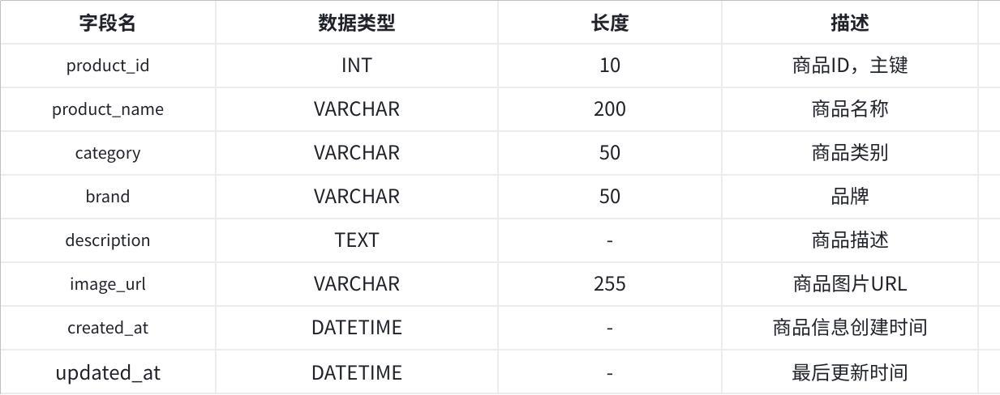 字段名 数据类型 长度 描述
product_id INT 10 商品ID，主键
product_name VARCHAR 200 商品名称
category VARCHAR 50 商品类别
brand VARCHAR 50 品牌
description TEXT - 商品描述
image_url VARCHAR 255 商品图片URL
created_at DATETIME - 商品信息创建时间
updated_at DATETIME - 最后更新时间